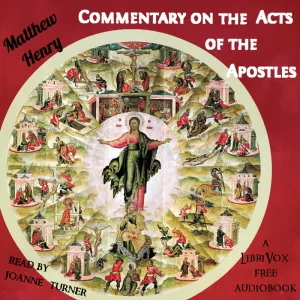 Matthew
Henry
Commentary on the Acts
of the
Apostles
READ BY
JOANNE TURNER
A
LIBRIVOX
FREE
AUDIOBOOK